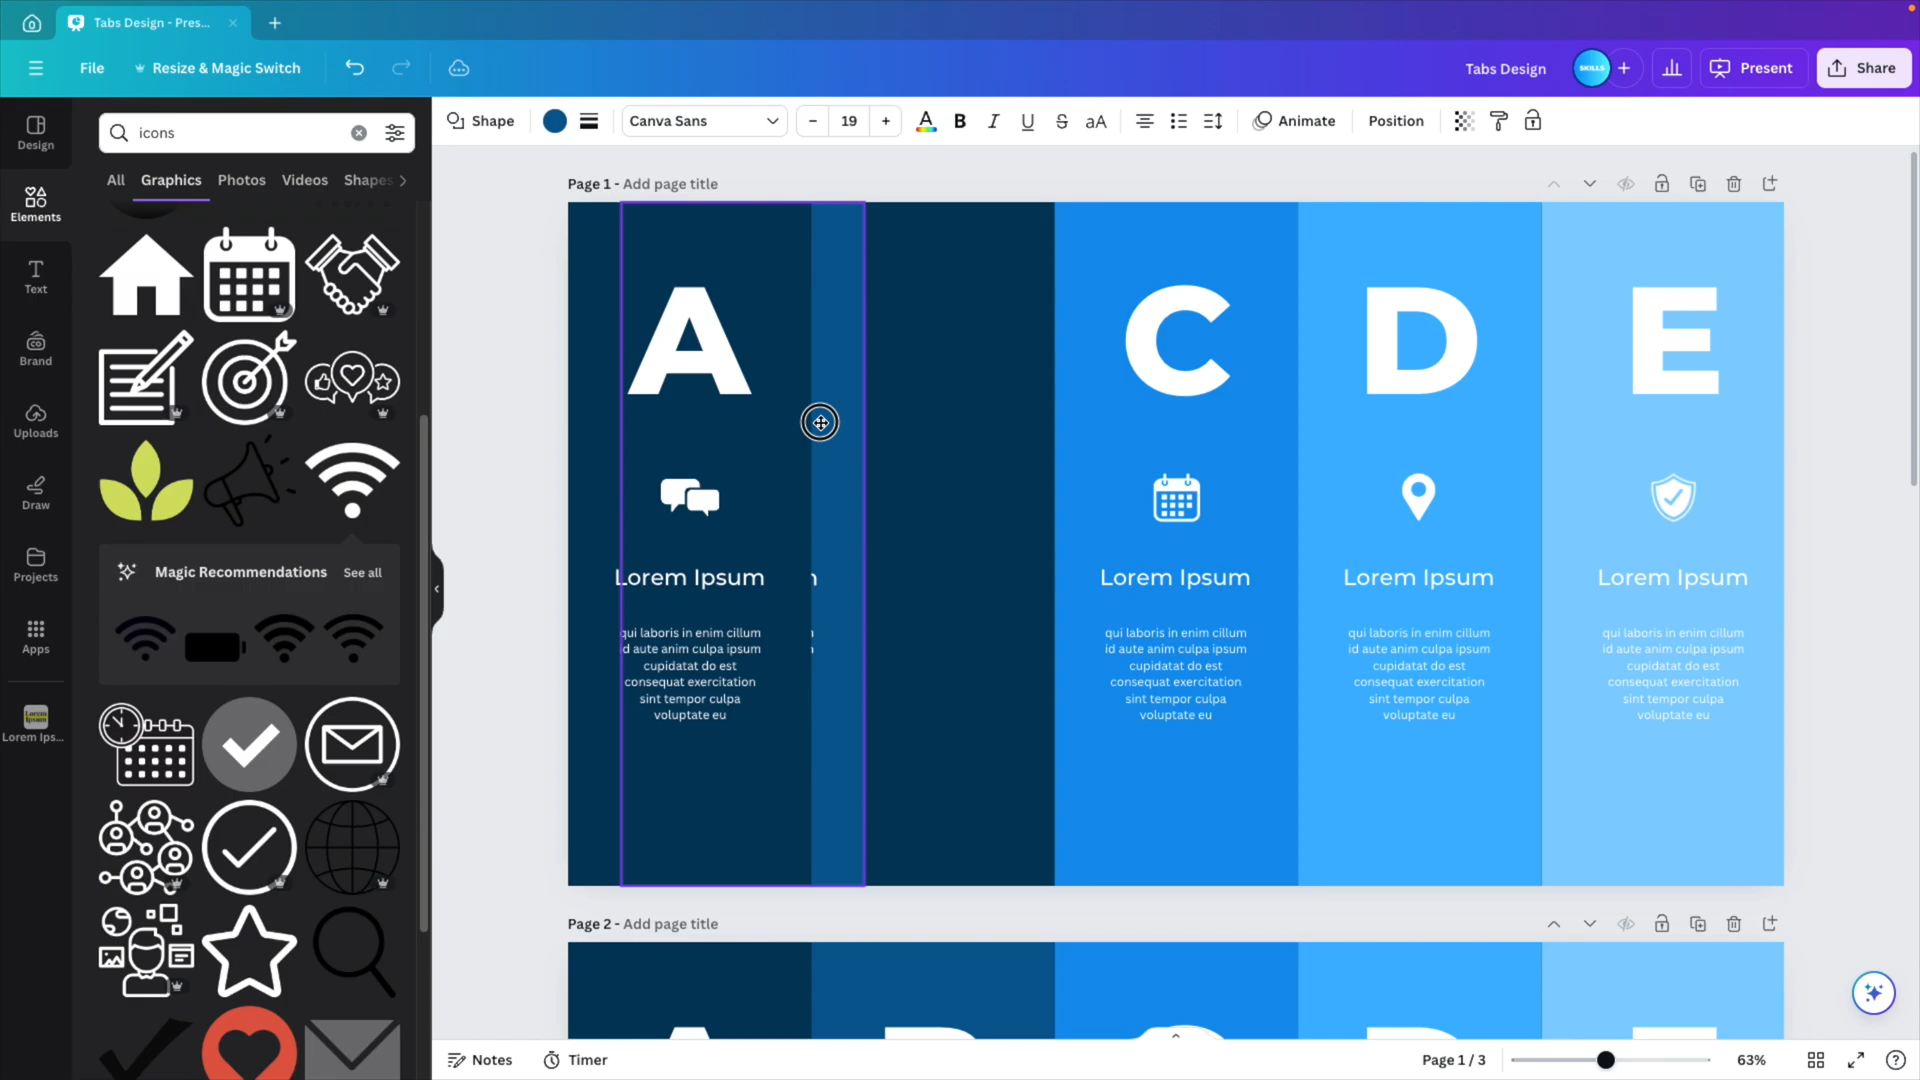 Tabs Design - Pres...
File
Resize & Magic Switch
Tabs Design
SKILLS
Present
Share
Design
Elements
Text
Brand
Uploads
Draw
Projects
Apps
Lorem Ips...
icons
All
Graphics
Photos
Videos
Shapes
Magic Recommendations
See all
Shape
Canva Sans
19
A
B
I
U
S
aA
Animate
Position
Page 1 - Add page title
A
C
D
E
Lorem Ipsum
qui laboris in enim cillum
id aute anim culpa ipsum
cupidatat do est
consequat exercitation
sint tempor culpa
voluptate eu
Lorem Ipsum
qui laboris in enim cillum
id aute anim culpa ipsum
cupidatat do est
consequat exercitation
sint tempor culpa
voluptate eu
Lorem Ipsum
qui laboris in enim cillum
id aute anim culpa ipsum
cupidatat do est
consequat exercitation
sint tempor culpa
voluptate eu
Lorem Ipsum
qui laboris in enim cillum
id aute anim culpa ipsum
cupidatat do est
consequat exercitation
sint tempor culpa
voluptate eu
Page 2 - Add page title
Notes
Timer
Page 1 / 3
63%